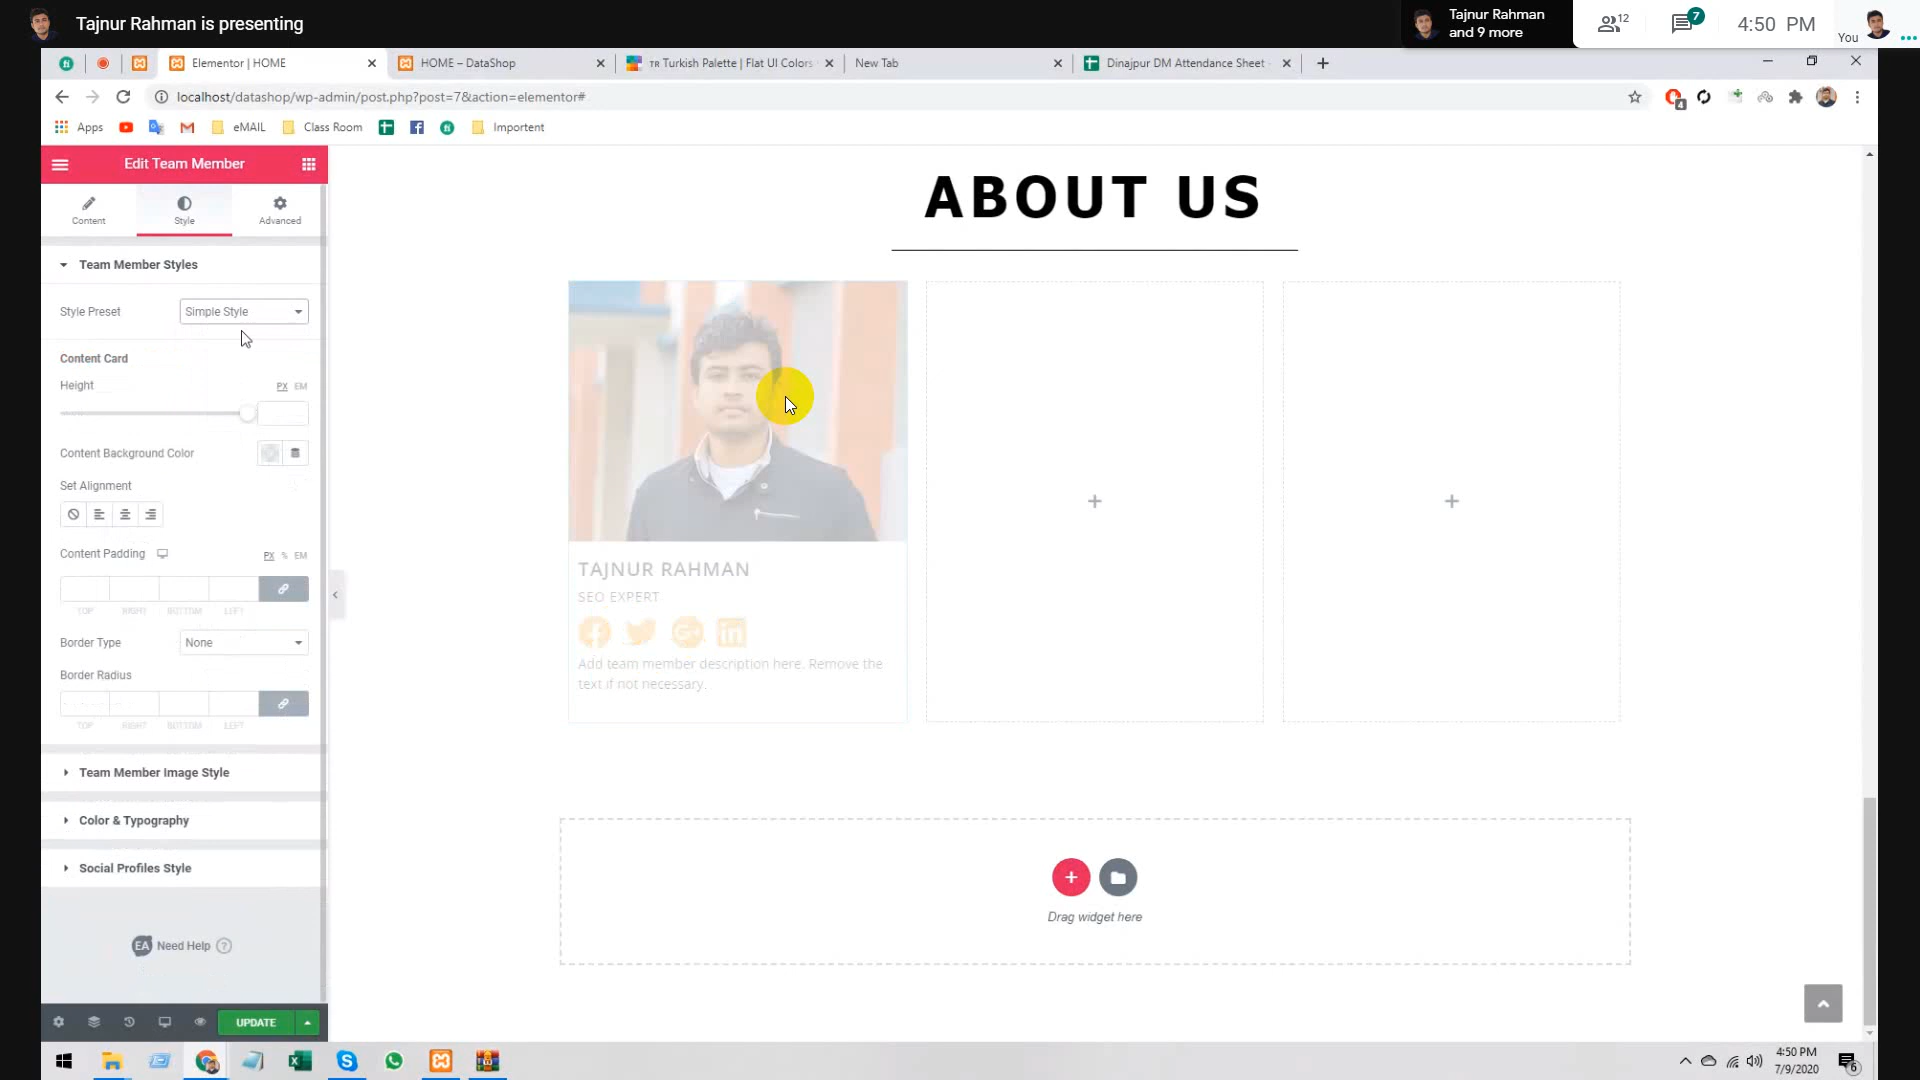 Tajnur Rahman is presenting
Tajnur Rahman
and 9 more
12
7
4:50 PM
You
Elementor | HOME
HOME – DataShop
TR Turkish Palette | Flat UI Colors
New Tab
Dinajpur DM Attendance Sheet
localhost/datashop/wp-admin/post.php?post=7&action=elementor#
4
Apps
eMAIL
Class Room
Importent
Edit Team Member
Content
Style
Advanced
Team Member Styles
Style Preset
Simple Style
Content Card
Height
PX EM
Content Background Color
Set Alignment
Content Padding
PX % EM
TOP RIGHT BOTTOM LEFT
Border Type
None
Border Radius
TOP RIGHT BOTTOM LEFT
Team Member Image Style
Color & Typography
Social Profiles Style
EA Need Help ?
UPDATE
ABOUT US
TAJNUR RAHMAN
SEO EXPERT
Add team member description here. Remove the
text if not necessary.
Drag widget here
4:50 PM
7/9/2020
6